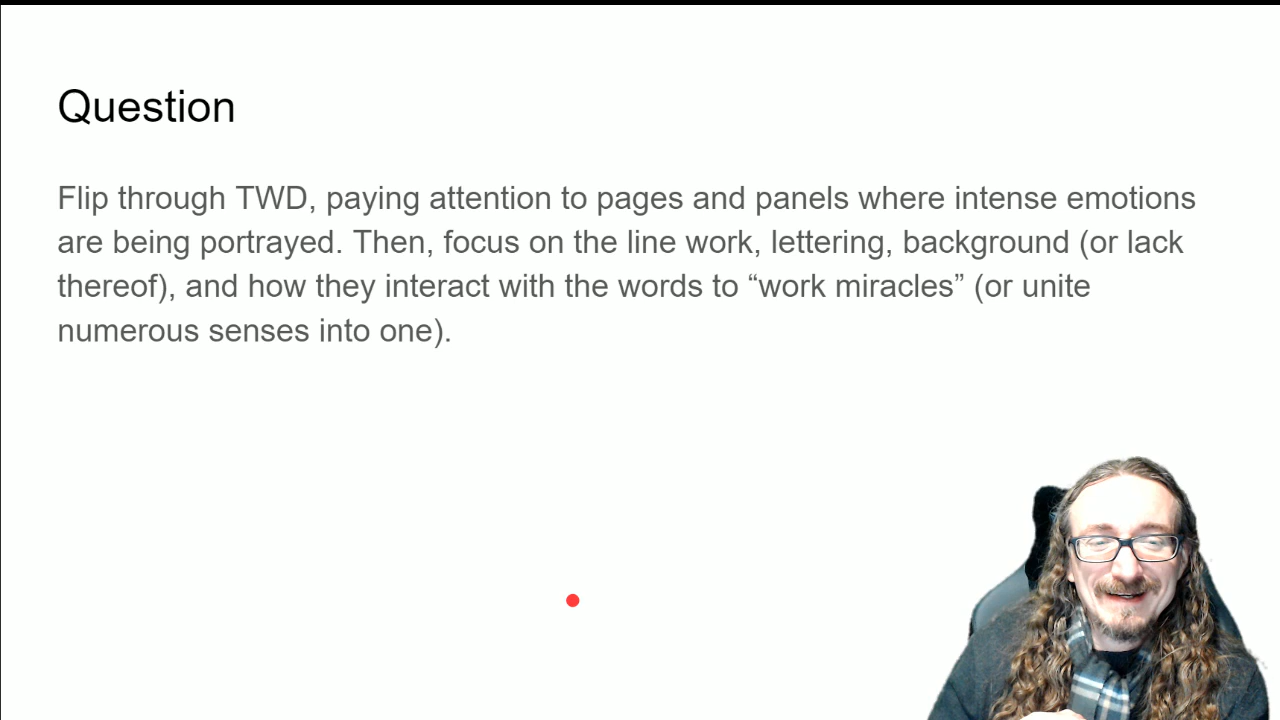 Question
Flip through TWD, paying attention to pages and panels where intense emotions
are being portrayed. Then, focus on the line work, lettering, background (or lack
thereof), and how they interact with the words to “work miracles” (or unite
numerous senses into one).